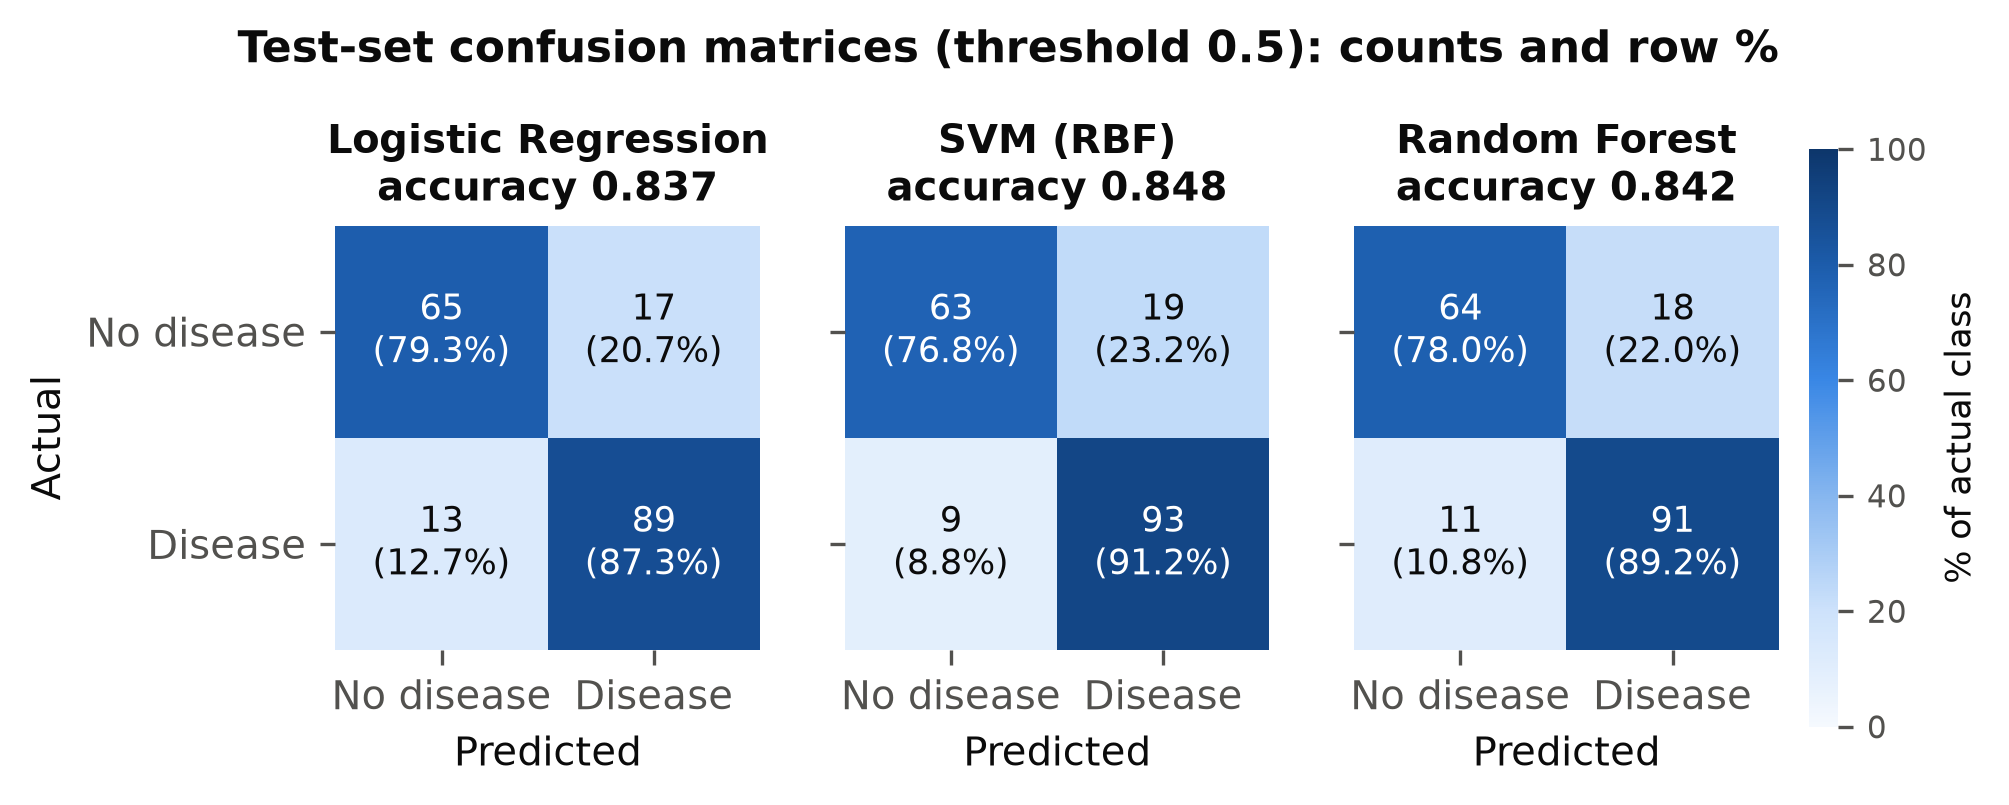 Test-set confusion matrices (threshold 0.5): counts and row %
Logistic Regression
accuracy 0.837
SVM (RBF)
accuracy 0.848
Random Forest
accuracy 0.842
Actual
No disease
Disease
65
(79.3%)
17
(20.7%)
13
(12.7%)
89
(87.3%)
No disease
Disease
Predicted
63
(76.8%)
19
(23.2%)
9
(8.8%)
93
(91.2%)
No disease
Disease
Predicted
64
(78.0%)
18
(22.0%)
11
(10.8%)
91
(89.2%)
No disease
Disease
Predicted
100
80
60
40
20
0
% of actual class